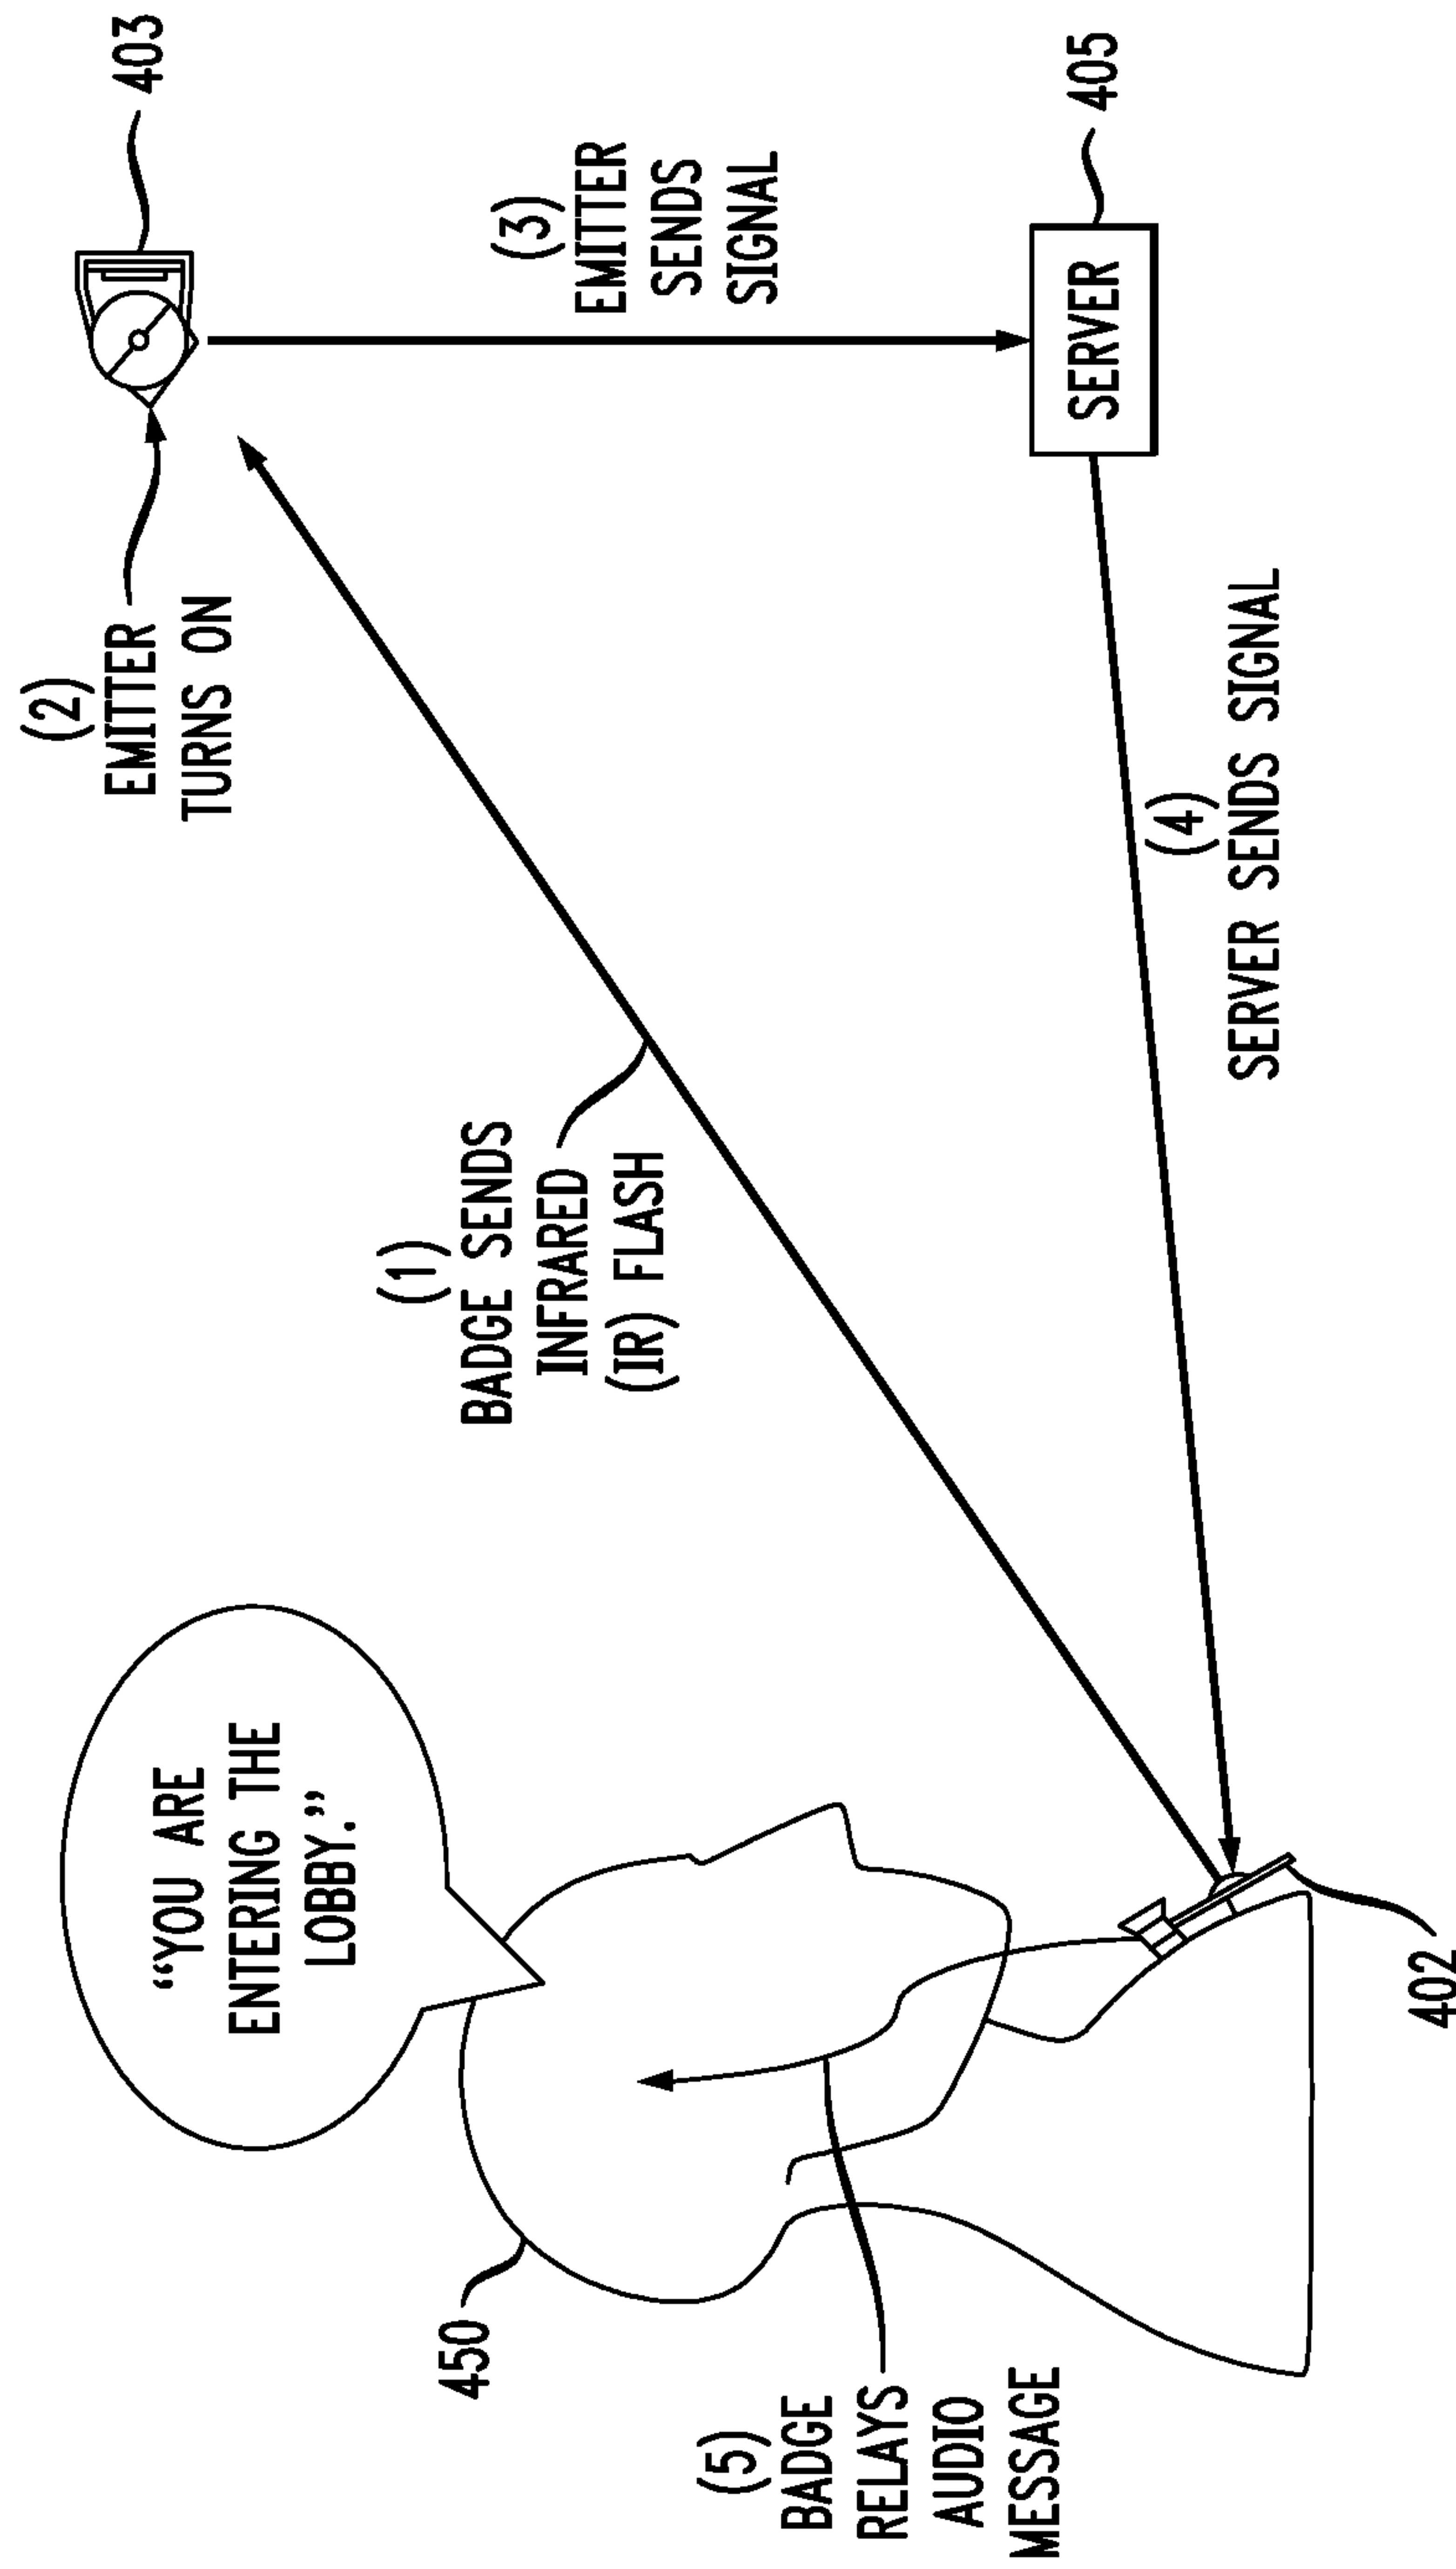 "YOU ARE
ENTERING THE
LOBBY."
(2)
EMITTER
TURNS ON
403
(3)
EMITTER
SENDS
SIGNAL
(1)
BADGE SENDS
INFRARED
(IR) FLASH
450
(5)
BADGE
RELAYS
AUDIO
MESSAGE
SERVER
405
(4)
SERVER SENDS SIGNAL
402